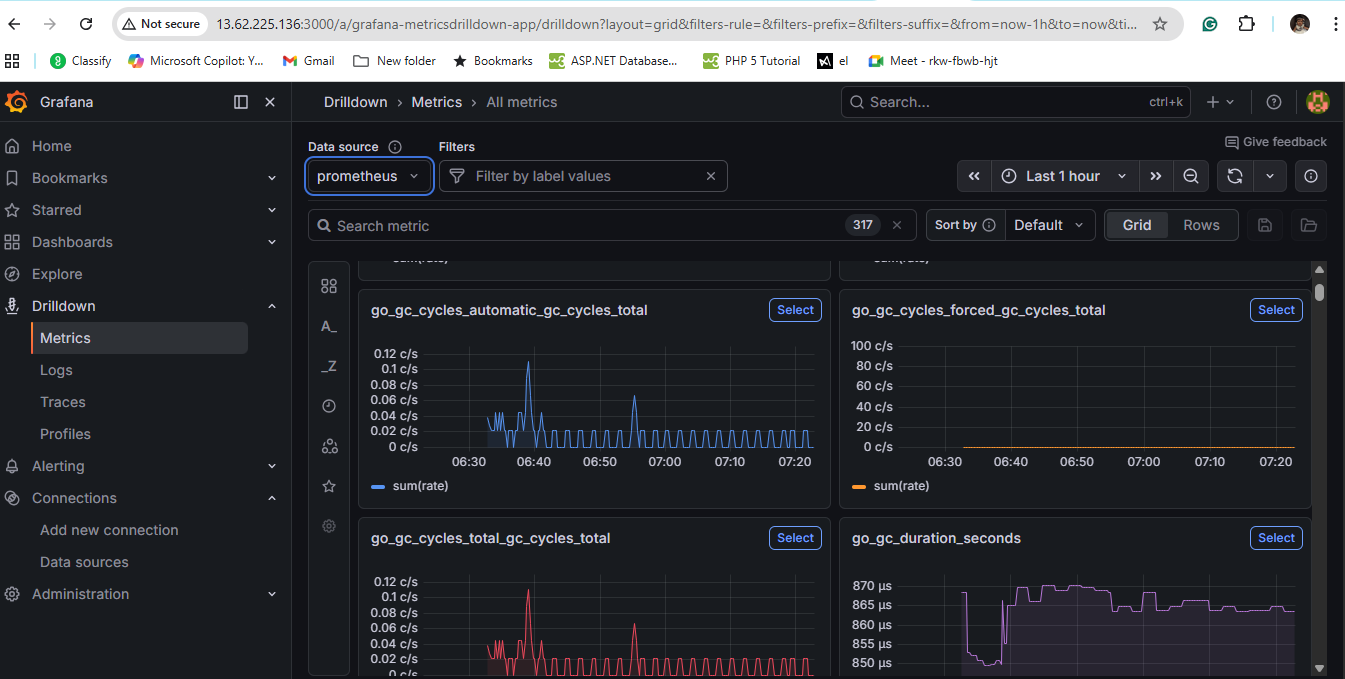 Not secure 13.62.225.136:3000/a/grafana-metricsdrilldown-app/drilldown?layout=grid&filters-rule=&filters-prefix=&filters-suffix=&from=now-1h&to=now&ti...
Classify Microsoft Copilot: Y... Gmail New folder Bookmarks ASP.NET Database... PHP 5 Tutorial el Meet - rkw-fbwb-hjt
Grafana
Home
Bookmarks
Starred
Dashboards
Explore
Drilldown
Metrics
Logs
Traces
Profiles
Alerting
Connections
Add new connection
Data sources
Administration
Drilldown › Metrics › All metrics
Search... ctrl+k
Give feedback
Data source Filters
prometheus Filter by label values
Last 1 hour
Search metric 317 Sort by Default Grid Rows
A_
_Z
sum(rate) sum(rate)
go_gc_cycles_automatic_gc_cycles_total Select
0.12 c/s
0.1 c/s
0.08 c/s
0.06 c/s
0.04 c/s
0.02 c/s
0 c/s
06:30 06:40 06:50 07:00 07:10 07:20
sum(rate)
go_gc_cycles_forced_gc_cycles_total Select
100 c/s
80 c/s
60 c/s
40 c/s
20 c/s
0 c/s
06:30 06:40 06:50 07:00 07:10 07:20
sum(rate)
go_gc_cycles_total_gc_cycles_total Select
0.12 c/s
0.1 c/s
0.08 c/s
0.06 c/s
0.04 c/s
0.02 c/s
0 c/s
go_gc_duration_seconds Select
870 µs
865 µs
860 µs
855 µs
850 µs